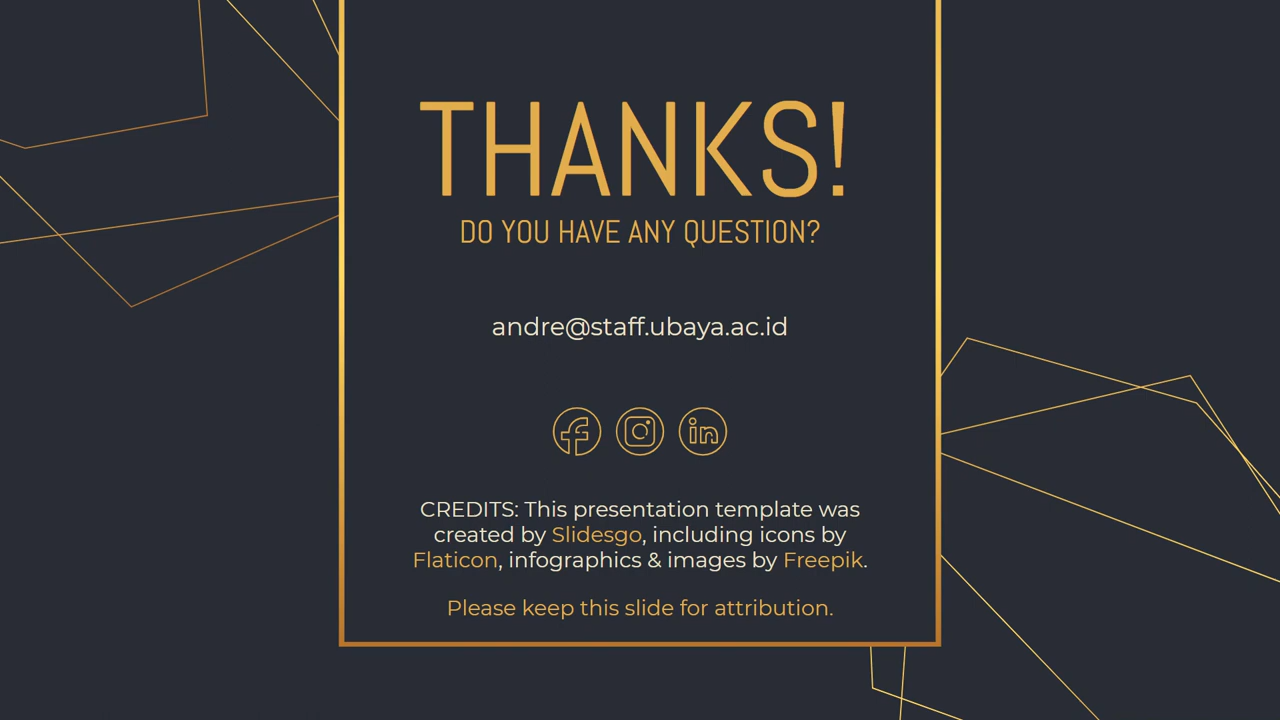 THANKS!
DO YOU HAVE ANY QUESTION?
andre@staff.ubaya.ac.id
CREDITS: This presentation template was
created by Slidesgo, including icons by
Flaticon, infographics & images by Freepik.
Please keep this slide for attribution.